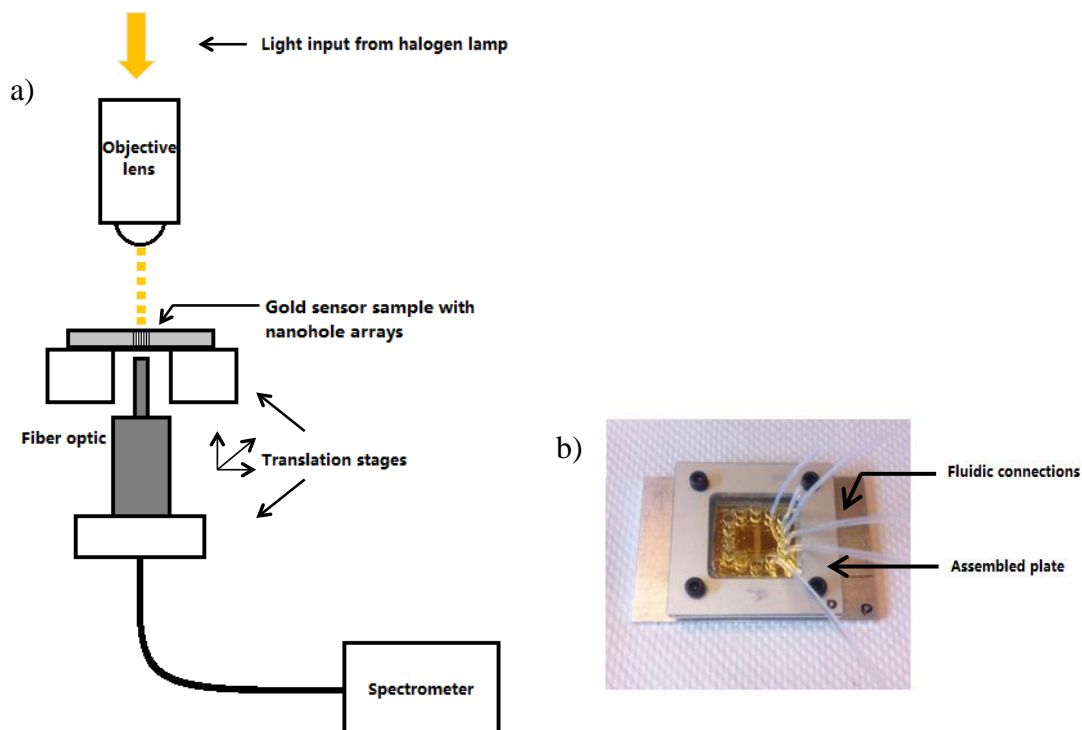 Light input from halogen lamp
a)
Objective
lens
Gold sensor sample with
nanohole arrays
Fiber optic
Translation stages
Spectrometer
b)
Fluidic connections
Assembled plate